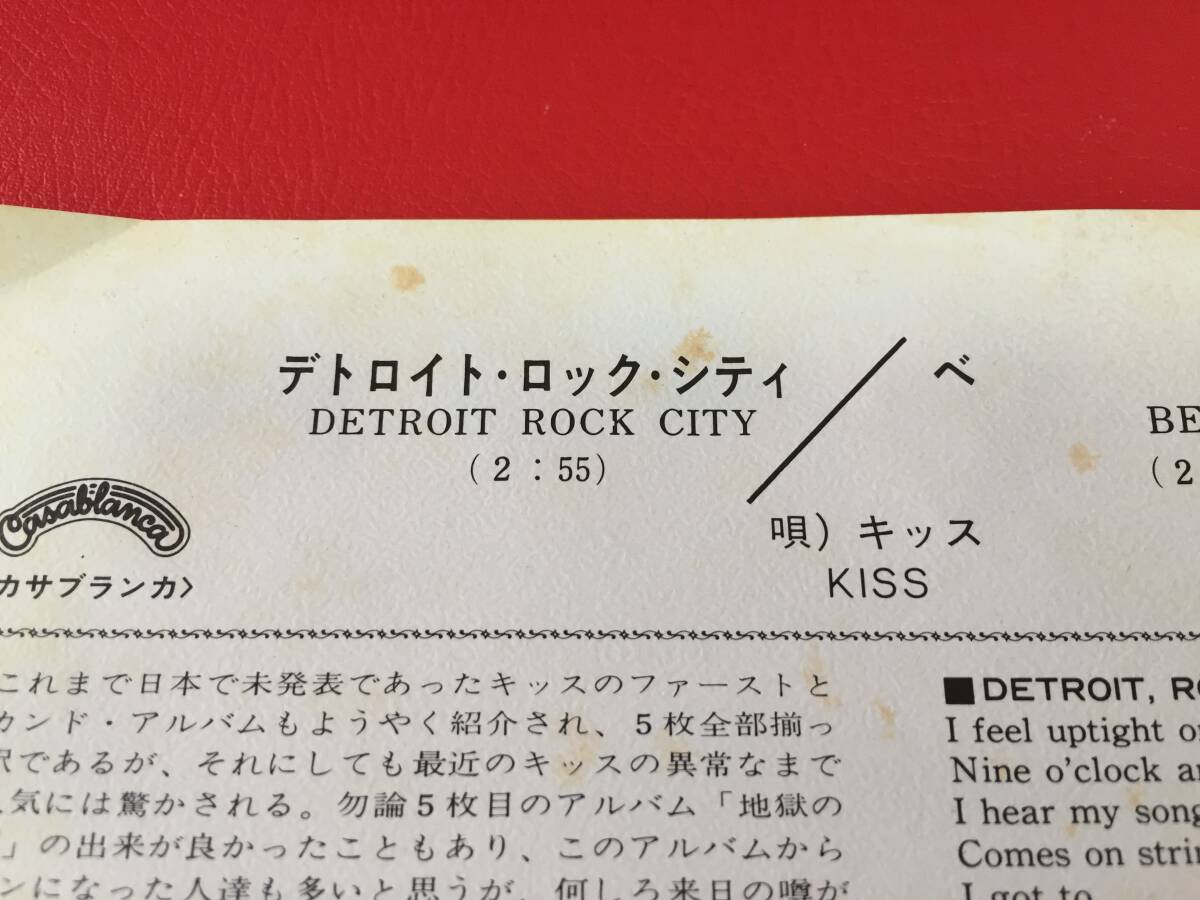 デトロイト・ロック・シティ／ベ
DETROIT ROCK CITY
(2:55)
BE
(2
唄) キッス
KISS
Casablanca
カサブランカ〉
これまで日本で未発表であったキッスのファーストと
カンド・アルバムもようやく紹介され、5枚全部揃っ
訳であるが、それにしても最近のキッスの異常なまで
気には驚かされる。勿論5枚目のアルバム「地獄の
」の出来が良かったこともあり、このアルバムから
ンになった人達も多いと思うが、何しろ来日の噂が
■DETROIT, RO
I feel uptight o
Nine o'clock a
I hear my song
Comes on strin
I got to